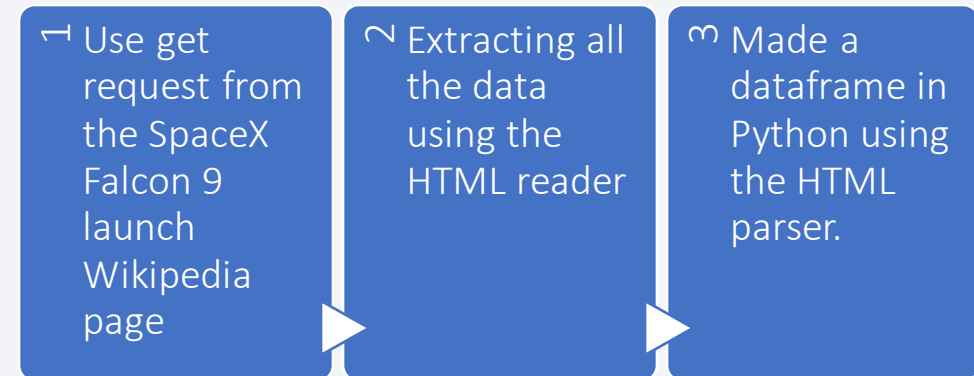 1
Use get
request from
the SpaceX
Falcon 9
launch
Wikipedia
page
2
Extracting all
the data
using the
HTML reader
3
Made a
dataframe in
Python using
the HTML
parser.